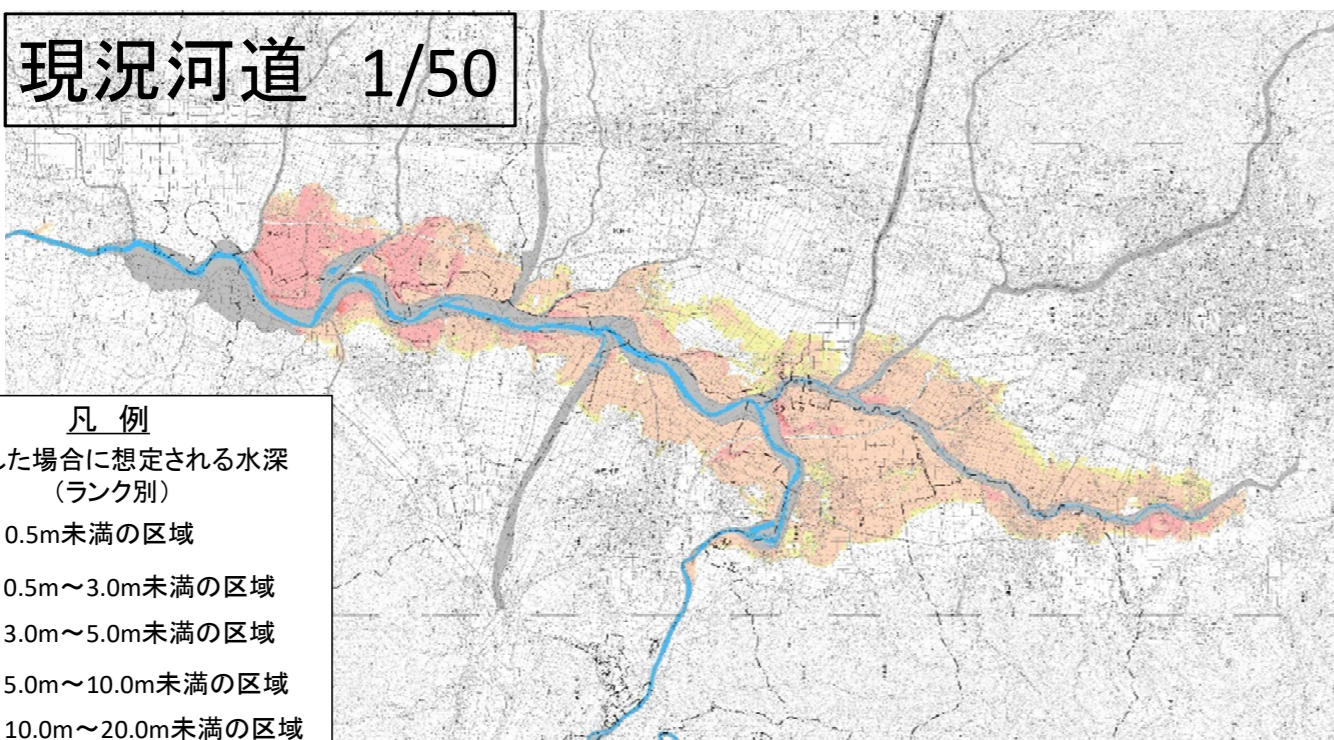 現況河道 1/50
凡 例
した場合に想定される水深
(ランク別)
0.5m未満の区域
0.5m～3.0m未満の区域
3.0m～5.0m未満の区域
5.0m～10.0m未満の区域
10.0m～20.0m未満の区域